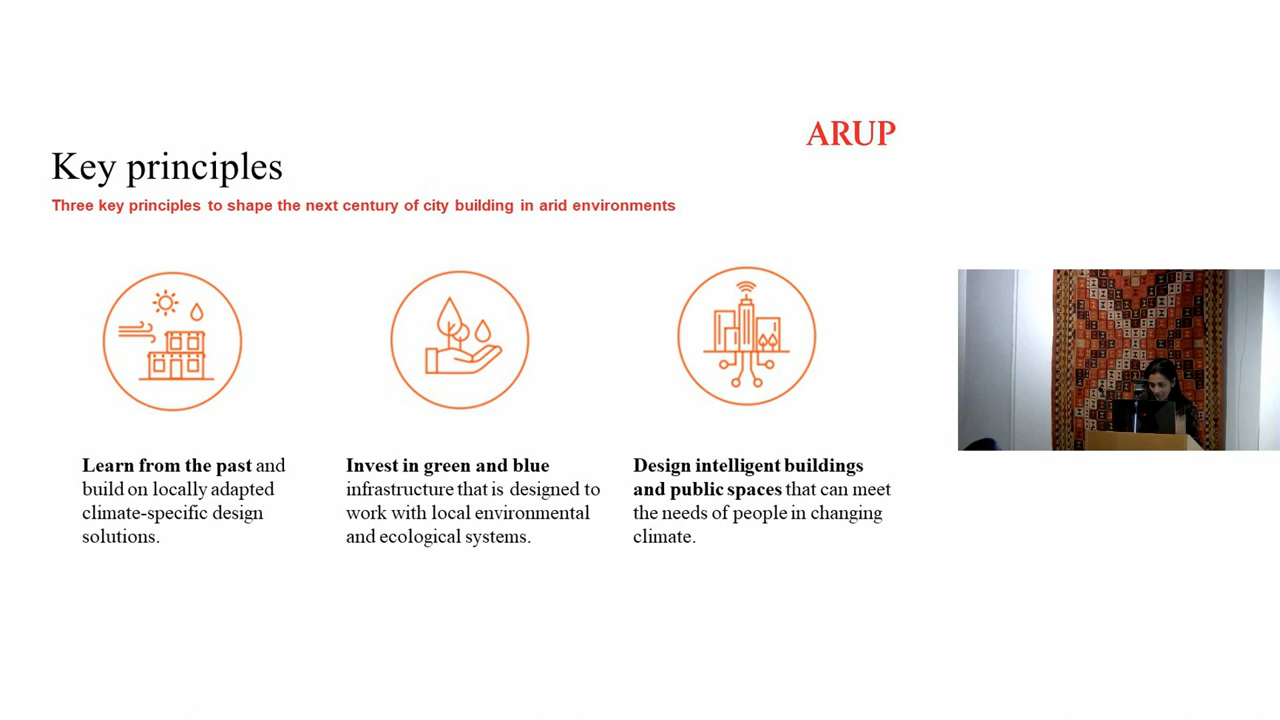 ARUP
Key principles
Three key principles to shape the next century of city building in arid environments
Learn from the past and
build on locally adapted
climate-specific design
solutions.
Invest in green and blue
infrastructure that is designed to
work with local environmental
and ecological systems.
Design intelligent buildings
and public spaces that can meet
the needs of people in changing
climate.